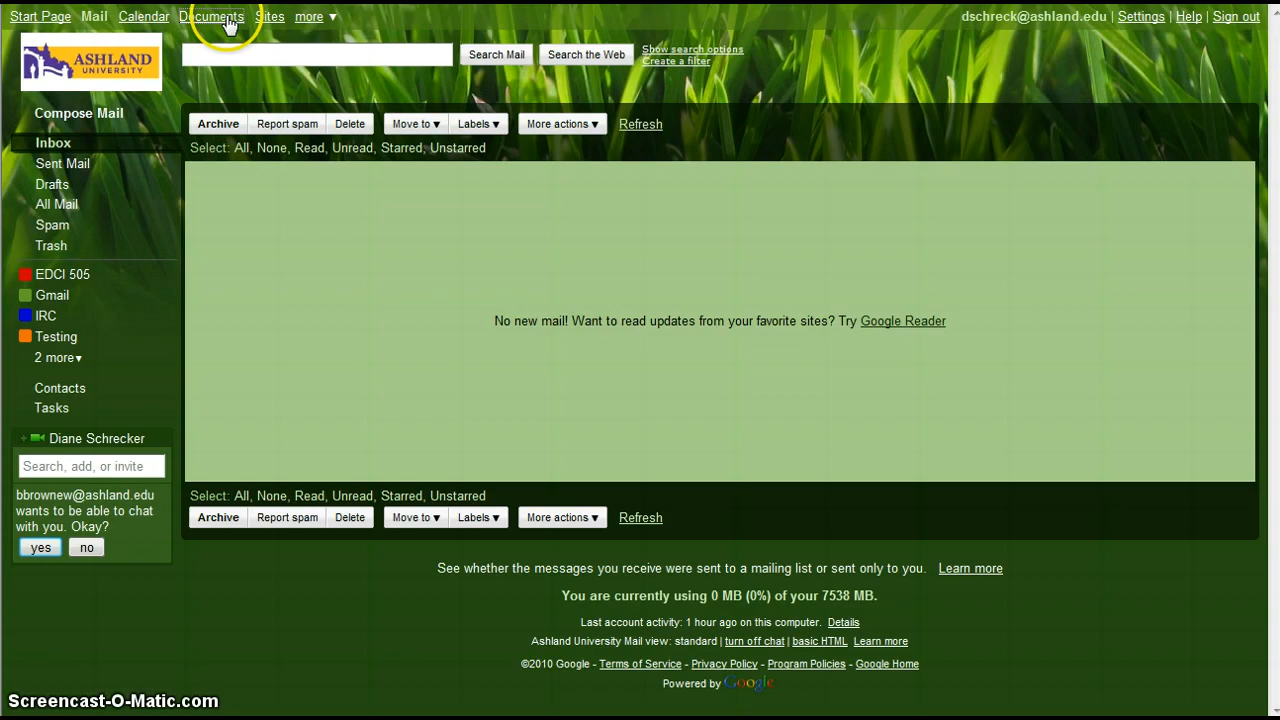 Start Page Mail Calendar Documents Sites more ▼ dschreck@ashland.edu | Settings | Help | Sign out
ASHLAND
UNIVERSITY
Search Mail Search the Web Show search options
Create a filter
Compose Mail
Inbox
Sent Mail
Drafts
All Mail
Spam
Trash
EDCI 505
Gmail
IRC
Testing
2 more▼
Contacts
Tasks
Diane Schrecker
Search, add, or invite
bbrownew@ashland.edu
wants to be able to chat
with you. Okay?
yes no
Archive Report spam Delete Move to ▼ Labels ▼ More actions ▼ Refresh
Select: All, None, Read, Unread, Starred, Unstarred
No new mail! Want to read updates from your favorite sites? Try Google Reader
Select: All, None, Read, Unread, Starred, Unstarred
Archive Report spam Delete Move to ▼ Labels ▼ More actions ▼ Refresh
See whether the messages you receive were sent to a mailing list or sent only to you. Learn more
You are currently using 0 MB (0%) of your 7538 MB.
Last account activity: 1 hour ago on this computer. Details
Ashland University Mail view: standard | turn off chat | basic HTML Learn more
©2010 Google - Terms of Service - Privacy Policy - Program Policies - Google Home
Powered by Google
Screencast-O-Matic.com